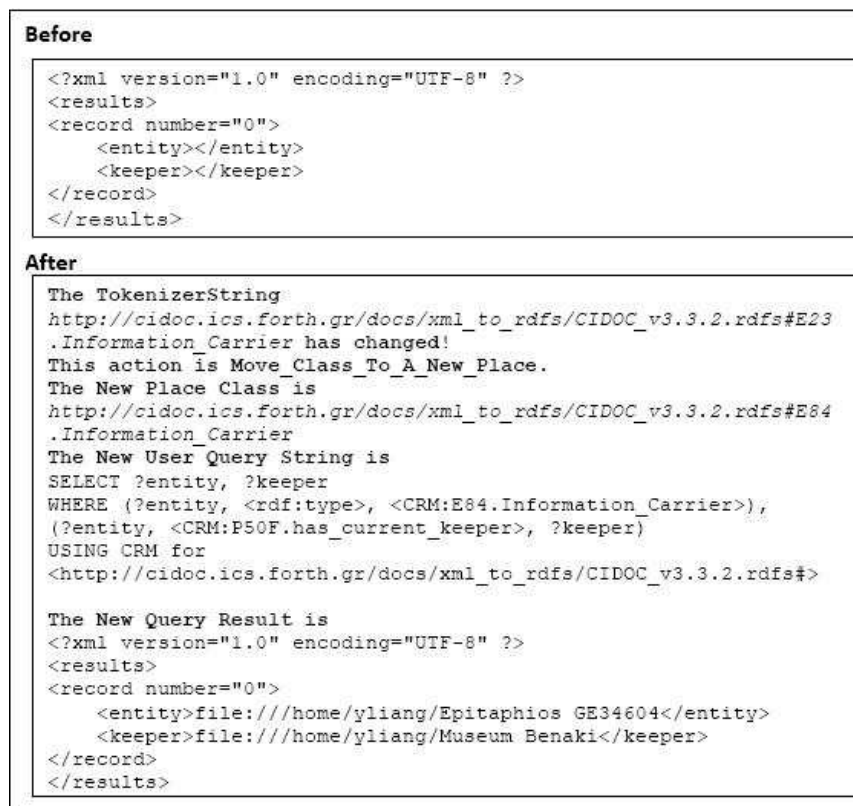 Before
<?xml version="1.0" encoding="UTF-8" ?>
<results>
<record number="0">
    <entity></entity>
    <keeper></keeper>
</record>
</results>
After
The TokenizerString
http://cidoc.ics.forth.gr/docs/xml_to_rdfs/CIDOC_v3.3.2.rdfs#E23
.Information_Carrier has changed!
This action is Move_Class_To_A_New_Place.
The New Place Class is
http://cidoc.ics.forth.gr/docs/xml_to_rdfs/CIDOC_v3.3.2.rdfs#E84
.Information_Carrier
The New User Query String is
SELECT ?entity, ?keeper
WHERE (?entity, <rdf:type>, <CRM:E84.Information_Carrier>),
(?entity, <CRM:P50F.has_current_keeper>, ?keeper)
USING CRM for
<http://cidoc.ics.forth.gr/docs/xml_to_rdfs/CIDOC_v3.3.2.rdfs#>
The New Query Result is
<?xml version="1.0" encoding="UTF-8" ?>
<results>
<record number="0">
    <entity>file:///home/yliang/Epitaphios GE34604</entity>
    <keeper>file:///home/yliang/Museum Benaki</keeper>
</record>
</results>